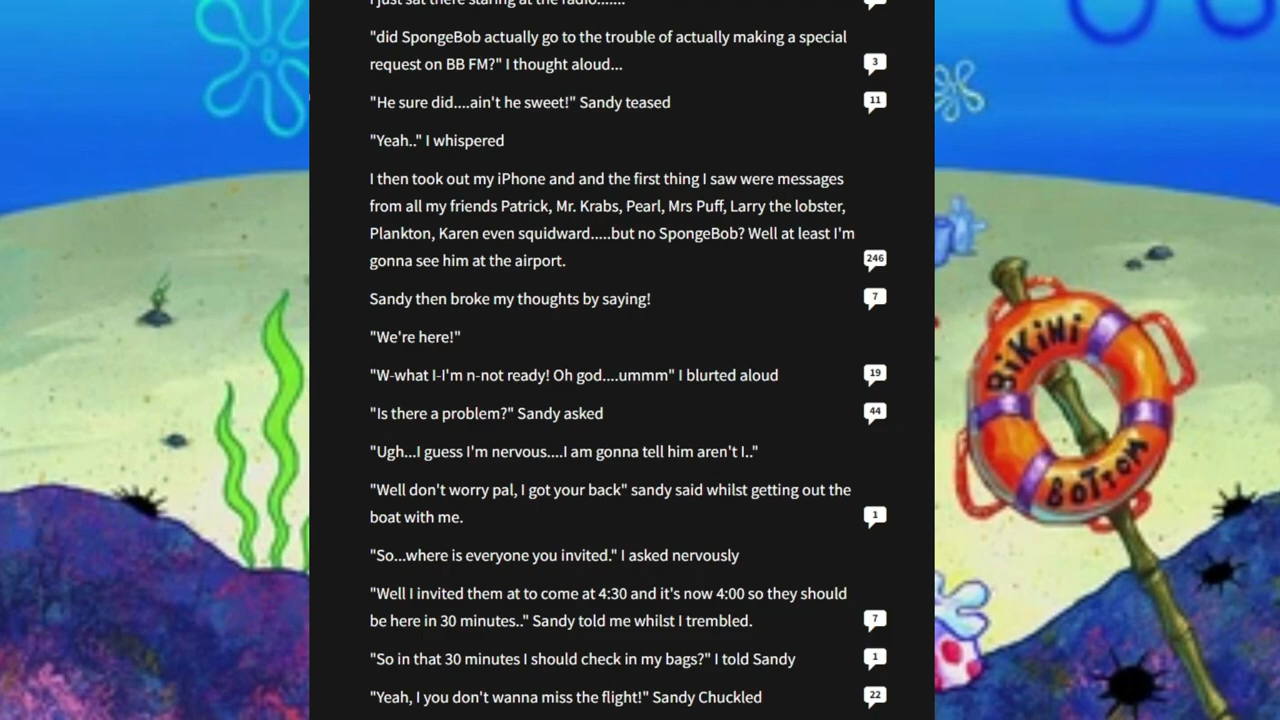 I just sat there staring at the radio.......
"did SpongeBob actually go to the trouble of actually making a special
request on BB FM?" I thought aloud...
3
"He sure did....ain't he sweet!" Sandy teased
11
"Yeah.." I whispered
I then took out my iPhone and and the first thing I saw were messages
from all my friends Patrick, Mr. Krabs, Pearl, Mrs Puff, Larry the lobster,
Plankton, Karen even squidward.....but no SpongeBob? Well at least I'm
gonna see him at the airport.
246
Sandy then broke my thoughts by saying!
7
"We're here!"
"W-what I-I'm n-not ready! Oh god....ummm" I blurted aloud
19
"Is there a problem?" Sandy asked
44
"Ugh...I guess I'm nervous....I am gonna tell him aren't I.."
"Well don't worry pal, I got your back" sandy said whilst getting out the
boat with me.
1
"So...where is everyone you invited." I asked nervously
"Well I invited them at to come at 4:30 and it's now 4:00 so they should
be here in 30 minutes.." Sandy told me whilst I trembled.
7
"So in that 30 minutes I should check in my bags?" I told Sandy
1
"Yeah, I you don't wanna miss the flight!" Sandy Chuckled
22
BiKiNi
BOTTOM